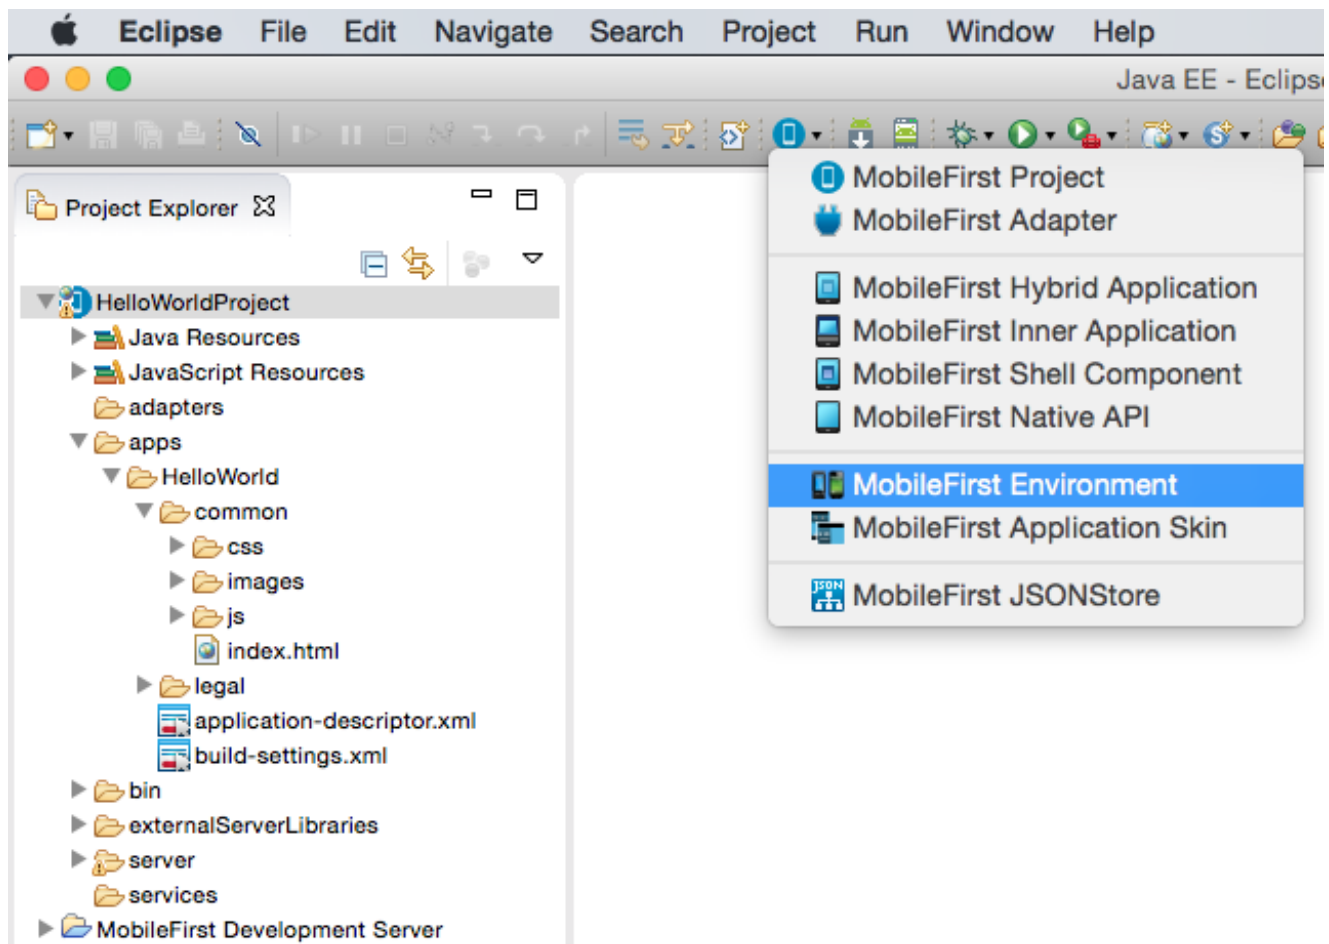 Eclipse File Edit Navigate Search Project Run Window Help
Java EE - Eclipse
Project Explorer
MobileFirst Project
MobileFirst Adapter
MobileFirst Hybrid Application
MobileFirst Inner Application
MobileFirst Shell Component
MobileFirst Native API
MobileFirst Environment
MobileFirst Application Skin
JSON
MobileFirst JSONStore
HelloWorldProject
Java Resources
JavaScript Resources
adapters
apps
HelloWorld
common
css
images
js
index.html
legal
application-descriptor.xml
build-settings.xml
bin
externalServerLibraries
server
services
MobileFirst Development Server